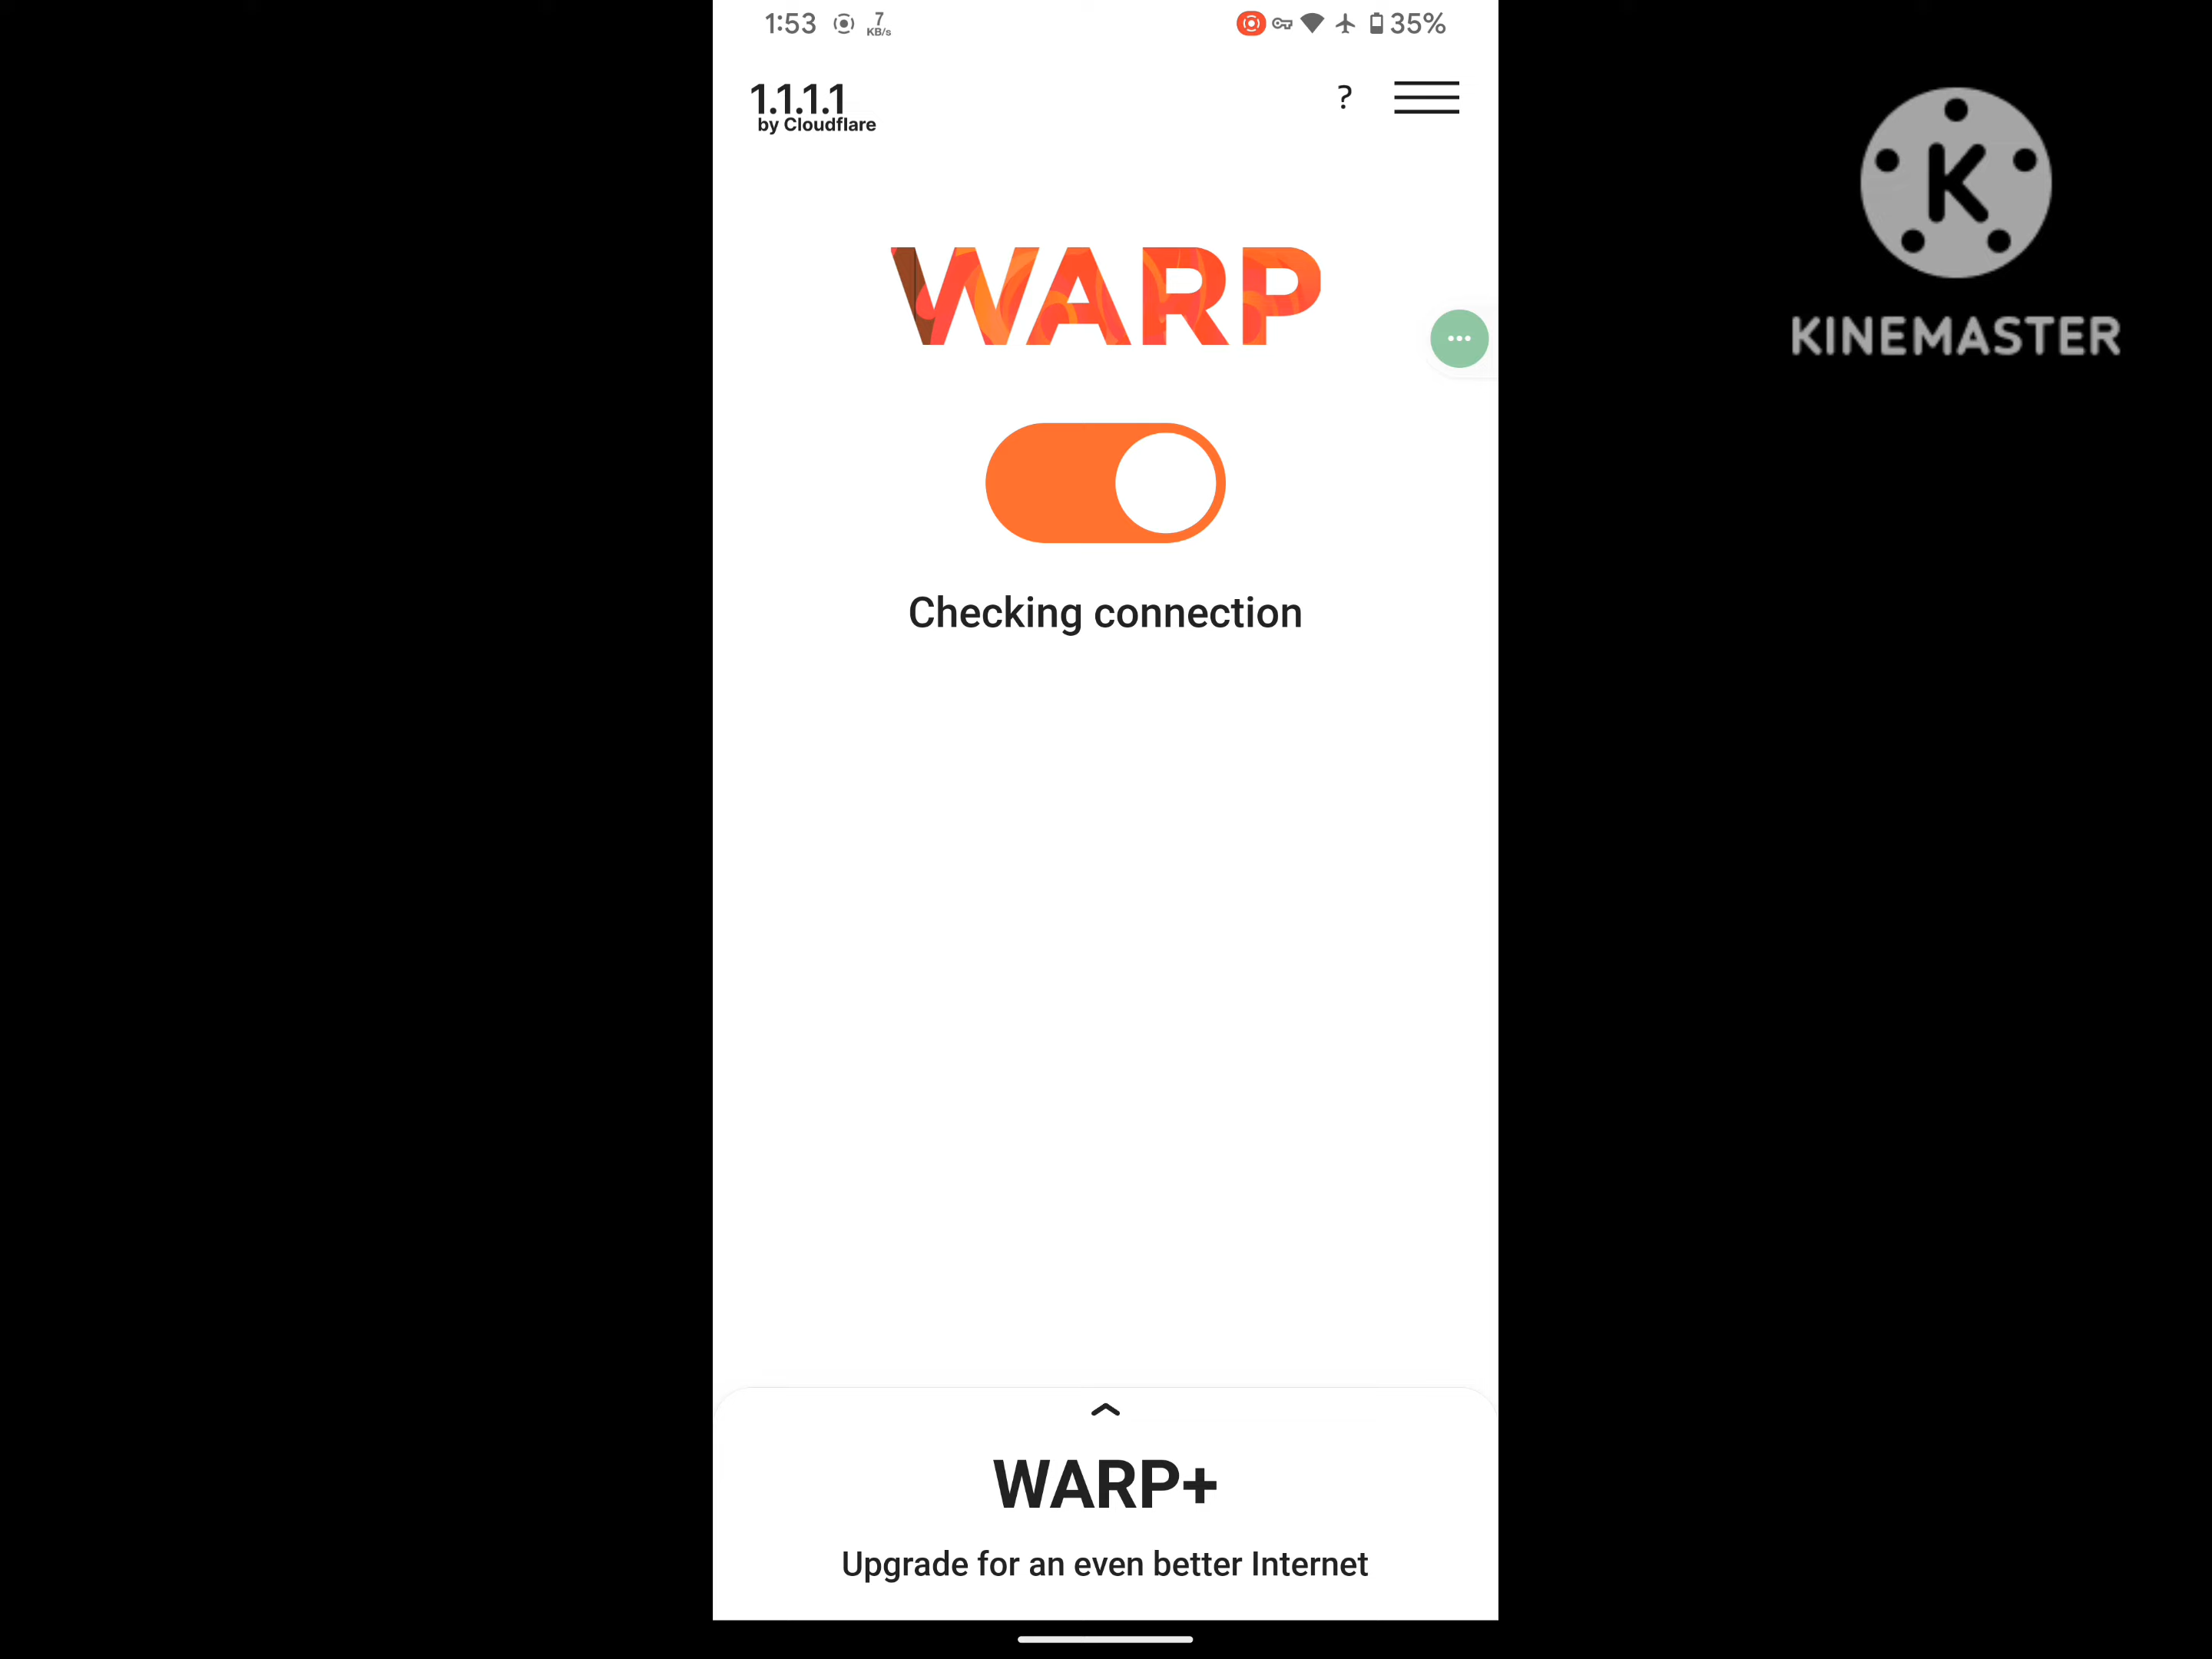 1:53 7 KB/s 35%
1.1.1.1 ?
by Cloudflare
WARP
K
KINEMASTER
Checking connection
WARP+
Upgrade for an even better Internet